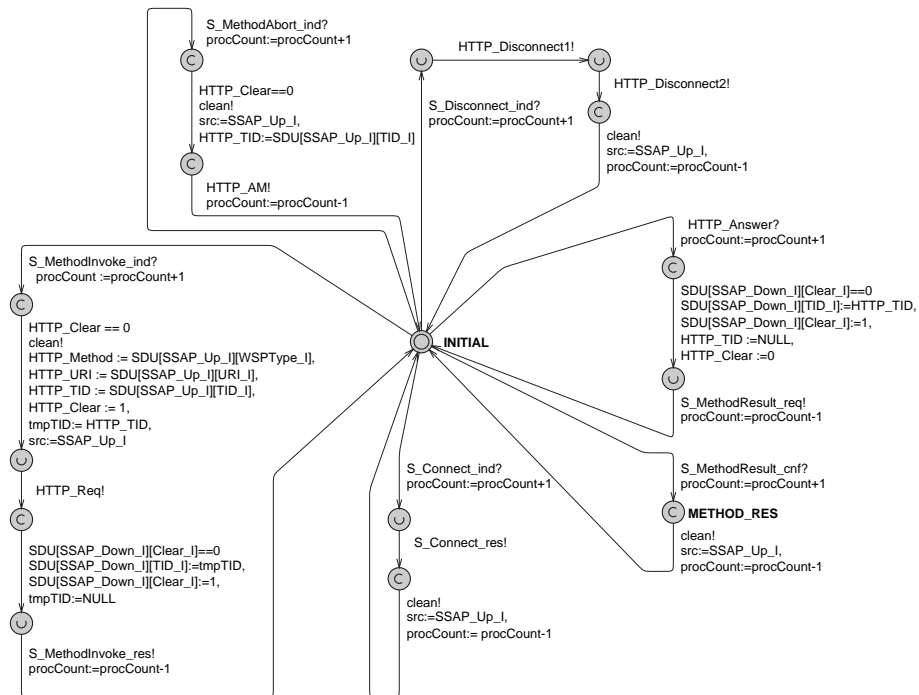 S_MethodAbort_ind?
procCount:=procCount+1
C
HTTP_Clear==0
clean!
src:=SSAP_Up_I,
HTTP_TID:=SDU[SSAP_Up_I][TID_I]
C
HTTP_AM!
procCount:=procCount-1
U
HTTP_Disconnect1!
U
HTTP_Disconnect2!
C
S_Disconnect_ind?
procCount:=procCount+1
clean!
src:=SSAP_Up_I,
procCount:=procCount-1
HTTP_Answer?
procCount:=procCount+1
C
SDU[SSAP_Down_I][Clear_I]==0
SDU[SSAP_Down_I][TID_I]:=HTTP_TID,
SDU[SSAP_Down_I][Clear_I]:=1,
HTTP_TID :=NULL,
HTTP_Clear :=0
U
S_MethodResult_req!
procCount:=procCount-1
S_MethodInvoke_ind?
procCount :=procCount+1
C
HTTP_Clear == 0
clean!
HTTP_Method := SDU[SSAP_Up_I][WSPType_I],
HTTP_URI := SDU[SSAP_Up_I][URI_I],
HTTP_TID := SDU[SSAP_Up_I][TID_I],
HTTP_Clear := 1,
tmpTID:= HTTP_TID,
src:=SSAP_Up_I
U
HTTP_Req!
C
SDU[SSAP_Down_I][Clear_I]==0
SDU[SSAP_Down_I][TID_I]:=tmpTID,
SDU[SSAP_Down_I][Clear_I]:=1,
tmpTID:=NULL
U
S_MethodInvoke_res!
procCount:=procCount-1
INITIAL
S_Connect_ind?
procCount:=procCount+1
U
S_Connect_res!
C
clean!
src:=SSAP_Up_I,
procCount:= procCount-1
S_MethodResult_cnf?
procCount:=procCount+1
C
METHOD_RES
clean!
src:=SSAP_Up_I,
procCount:=procCount-1